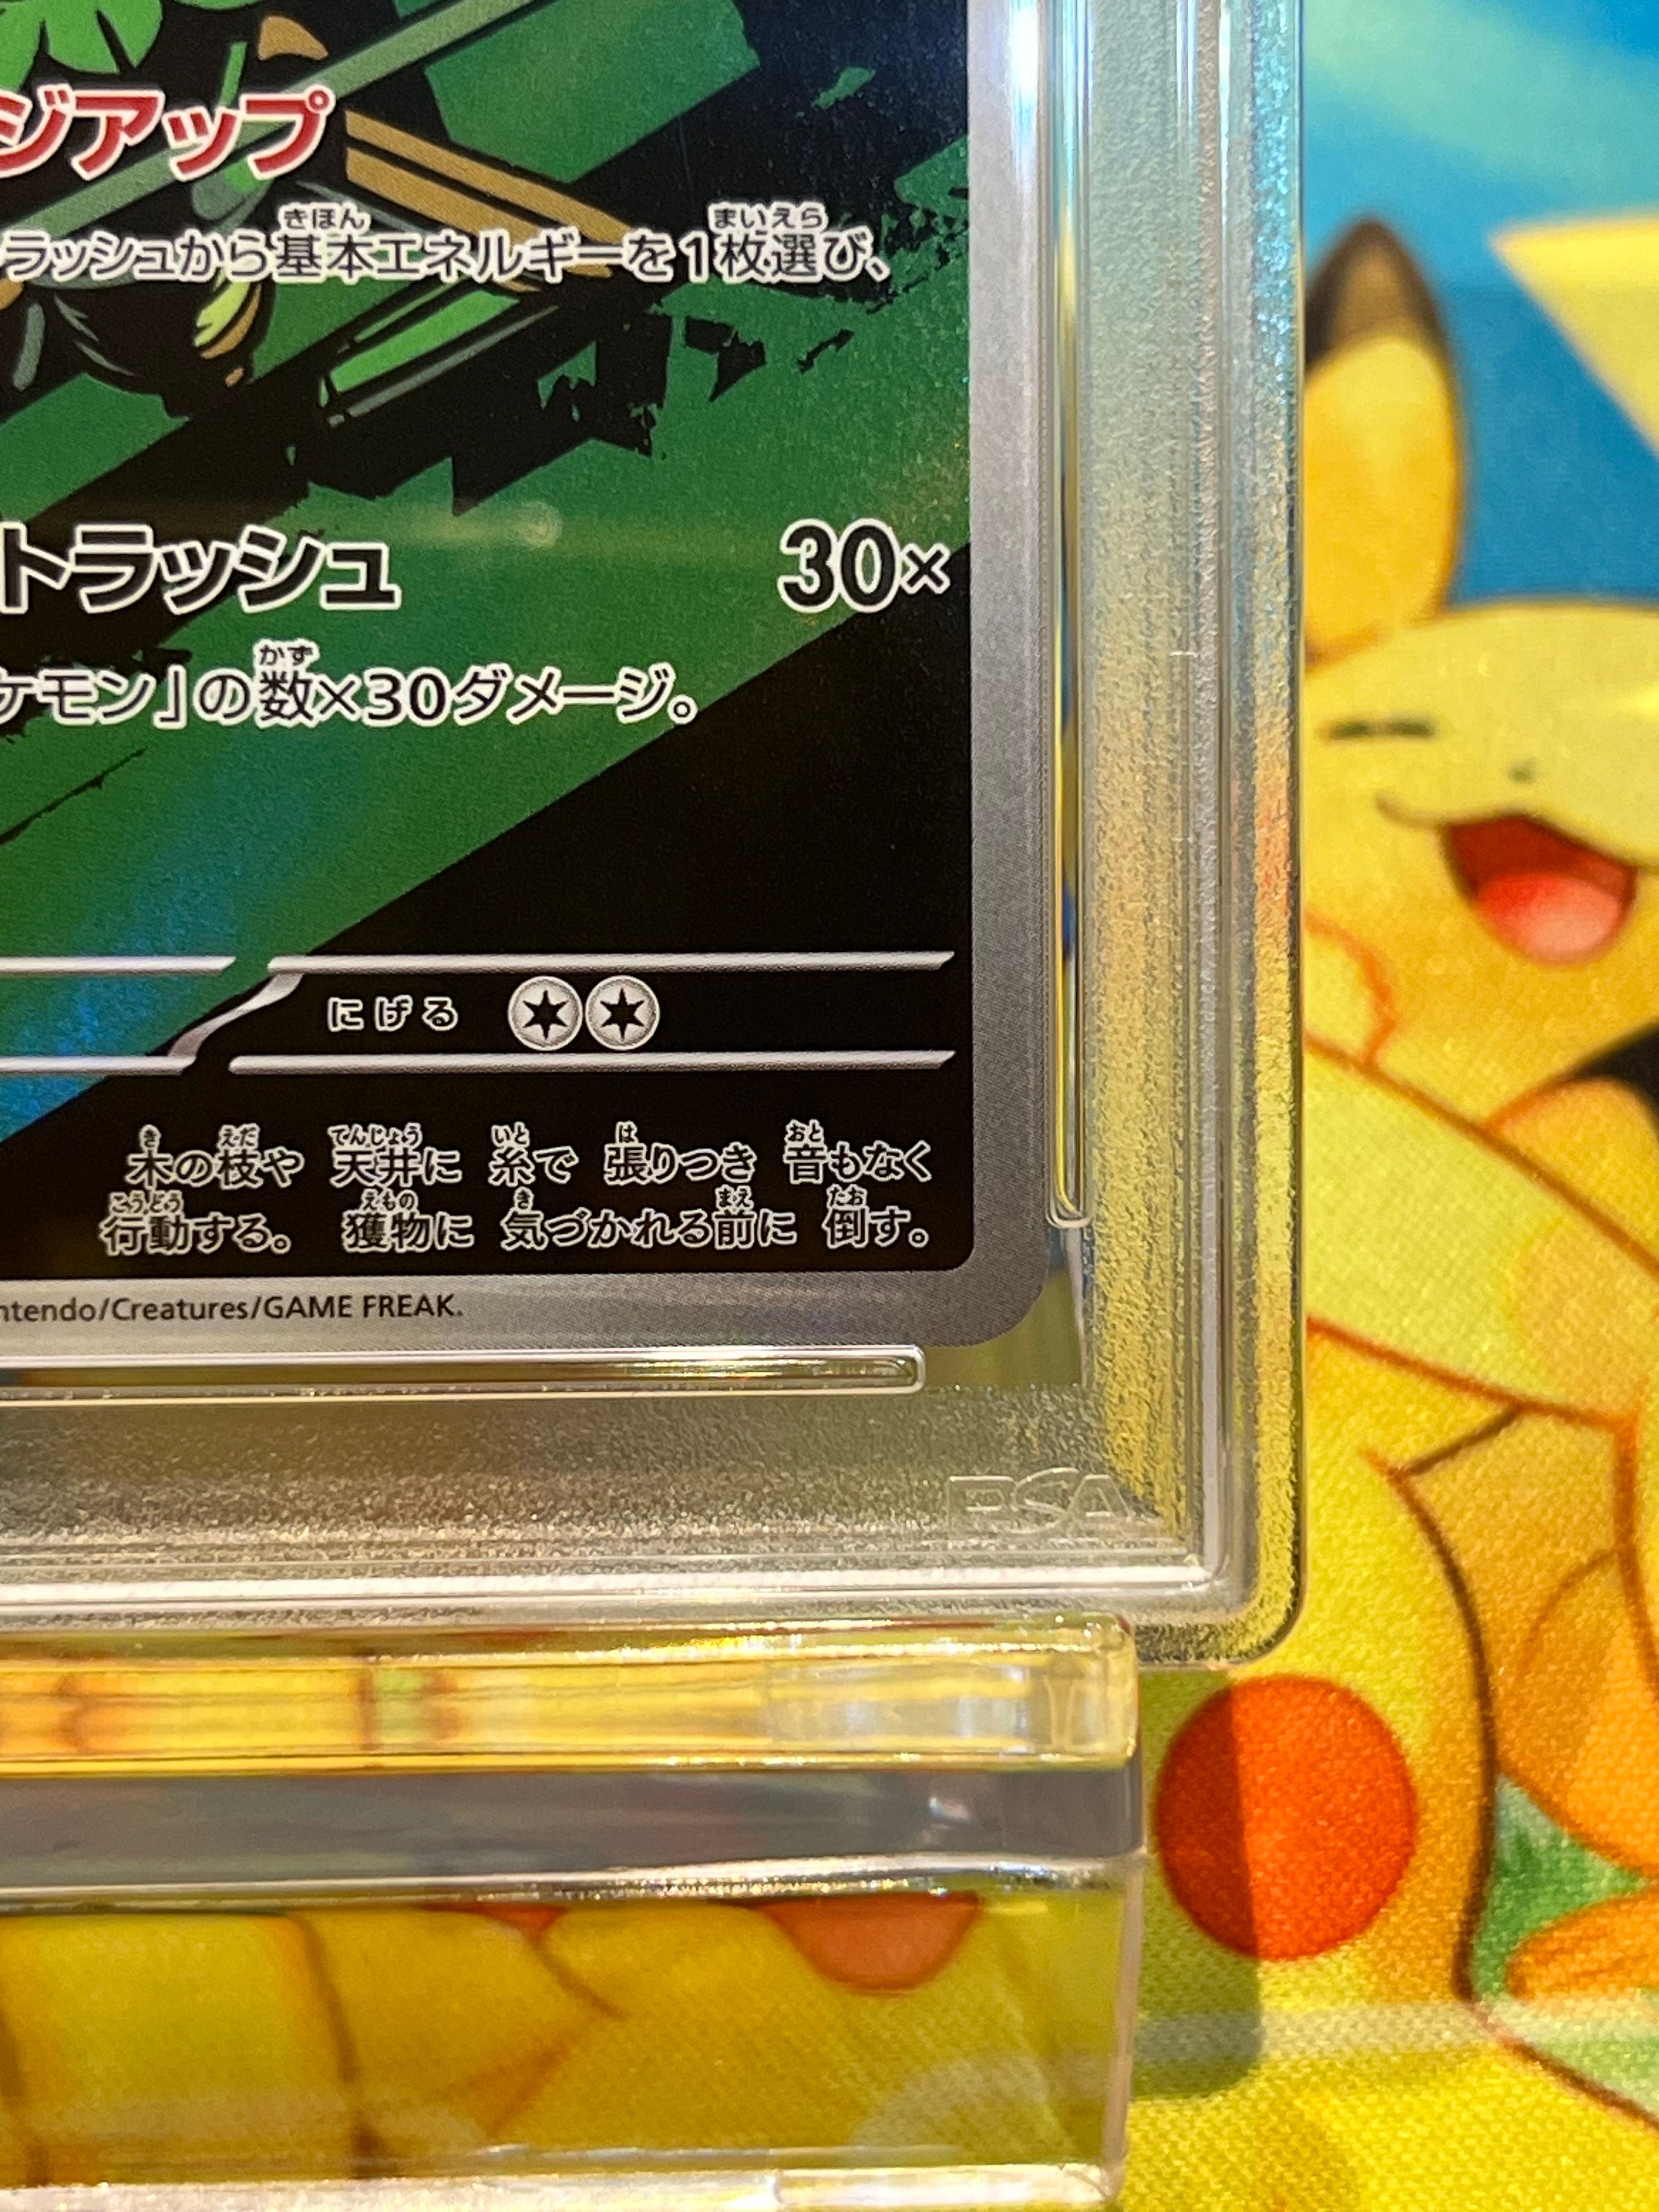 ジアップ
きほん まいえら
ラッシュから基本エネルギーを1枚選び、
トラッシュ 30×
かず
ケモン」の数×30ダメージ。
にげる
き えだ てんじょう いと は おと
木の枝や 天井に 糸で 張りつき 音もなく
こうどう えもの き まえ たお
行動する。 獲物に 気づかれる前に 倒す。
ntendo/Creatures/GAME FREAK.
PSA